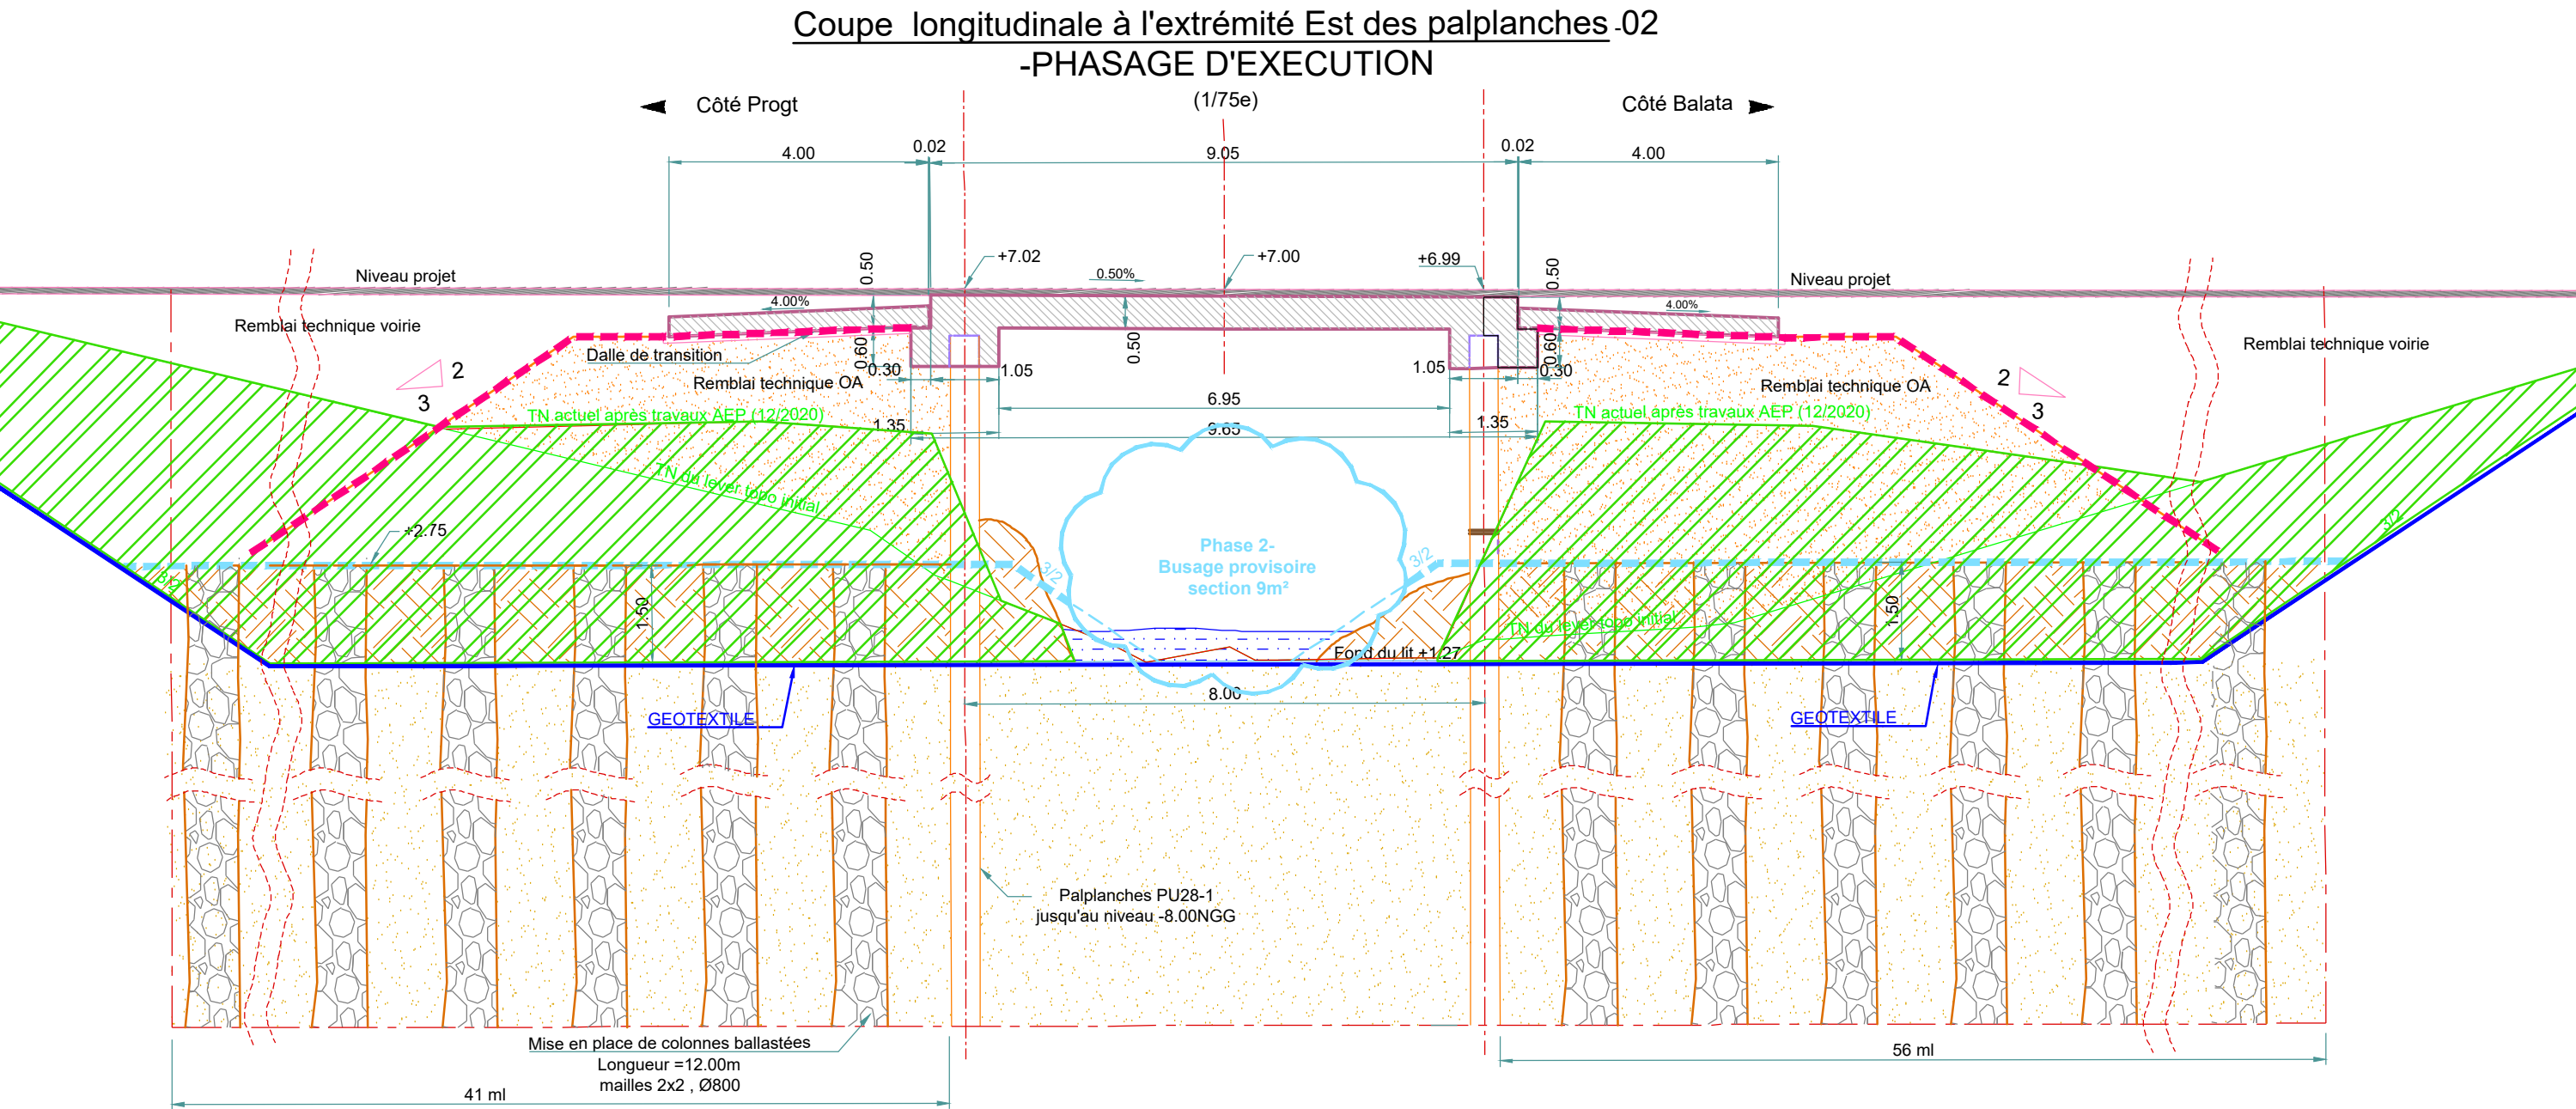 Coupe longitudinale à l'extrémité Est des palplanches -02
-PHASAGE D'EXECUTION
(1/75e)
Côté Progt
Côté Balata
4.00
0.02
9.05
0.02
4.00
Niveau projet
0.50
+7.02
0.50%
+7.00
+6.99
0.50
Niveau projet
4.00%
4.00%
Remblai technique voirie
Dalle de transition
0.60
0.50
0.60
Remblai technique voirie
2
3
Remblai technique OA
0.30
1.05
1.05
0.30
Remblai technique OA
2
3
6.95
TN actuel après travaux AEP (12/2020)
1.35
9.65
1.35
TN actuel après travaux AEP (12/2020)
TN du lever topo initial
+2.75
3/2
3/2
Phase 2-
Busage provisoire
section 9m²
3/2
3/2
1.50
1.50
TN du lever topo initial
Fond du lit +1.27
8.00
GEOTEXTILE
GEOTEXTILE
Palplanches PU28-1
jusqu'au niveau -8.00NGG
Mise en place de colonnes ballastées
Longueur =12.00m
mailles 2x2 , Ø800
41 ml
56 ml